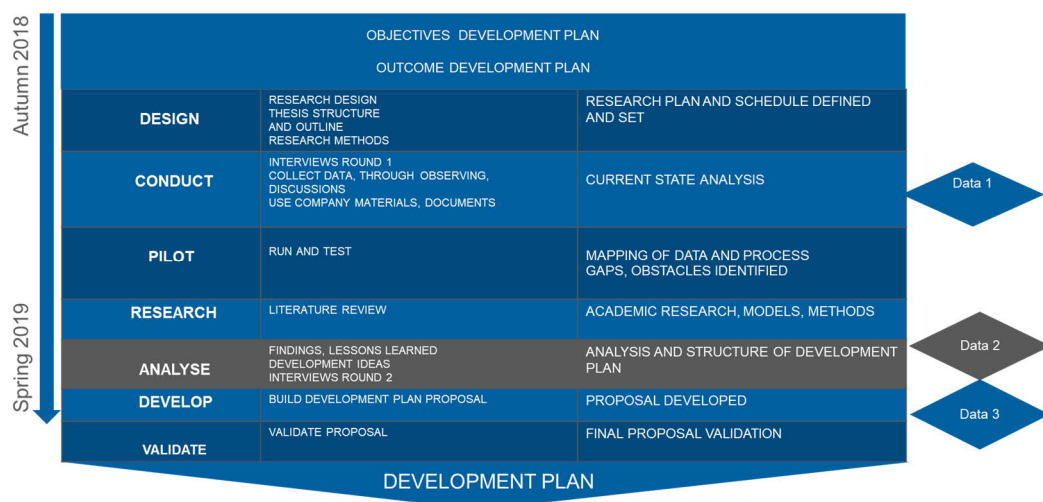 Autumn 2018
OBJECTIVES DEVELOPMENT PLAN
OUTCOME DEVELOPMENT PLAN
DESIGN
RESEARCH DESIGN
THESIS STRUCTURE
AND OUTLINE
RESEARCH METHODS
RESEARCH PLAN AND SCHEDULE DEFINED
AND SET
CONDUCT
INTERVIEWS ROUND 1
COLLECT DATA, THROUGH OBSERVING,
DISCUSSIONS
USE COMPANY MATERIALS, DOCUMENTS
CURRENT STATE ANALYSIS
Data 1
PILOT
RUN AND TEST
MAPPING OF DATA AND PROCESS
GAPS, OBSTACLES IDENTIFIED
Spring 2019
RESEARCH
LITERATURE REVIEW
ACADEMIC RESEARCH, MODELS, METHODS
ANALYSE
FINDINGS, LESSONS LEARNED
DEVELOPMENT IDEAS
INTERVIEWS ROUND 2
ANALYSIS AND STRUCTURE OF DEVELOPMENT
PLAN
Data 2
DEVELOP
BUILD DEVELOPMENT PLAN PROPOSAL
PROPOSAL DEVELOPED
Data 3
VALIDATE
VALIDATE PROPOSAL
FINAL PROPOSAL VALIDATION
DEVELOPMENT PLAN